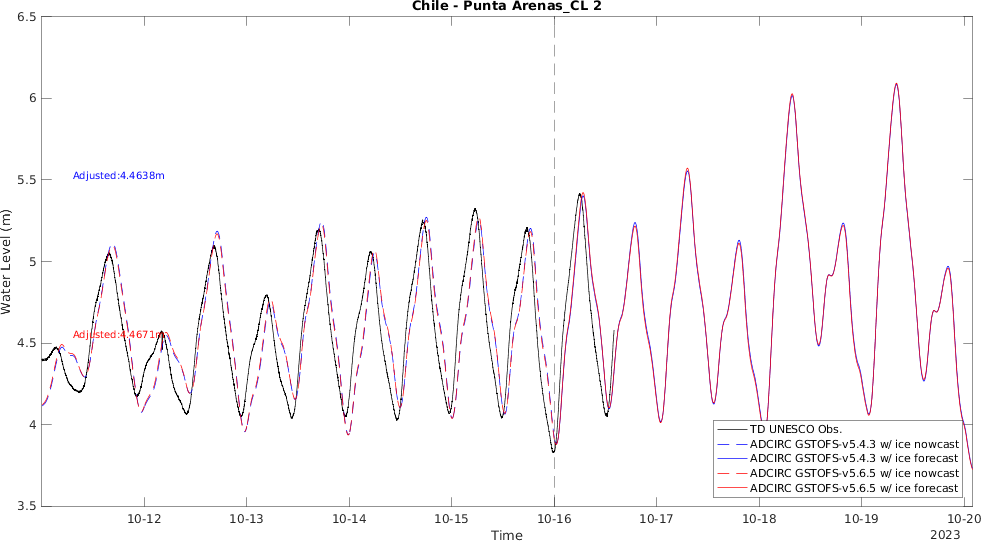 Chile - Punta Arenas_CL 2
6.5
6
5.5
5
4.5
4
3.5
Water Level (m)
Adjusted:4.4638m
Adjusted:4.4671m
TD UNESCO Obs.
ADCIRC GSTOFS-v5.4.3 w/ ice nowcast
ADCIRC GSTOFS-v5.4.3 w/ ice forecast
ADCIRC GSTOFS-v5.6.5 w/ ice nowcast
ADCIRC GSTOFS-v5.6.5 w/ ice forecast
10-12 10-13 10-14 10-15 10-16 10-17 10-18 10-19 10-20
2023
Time